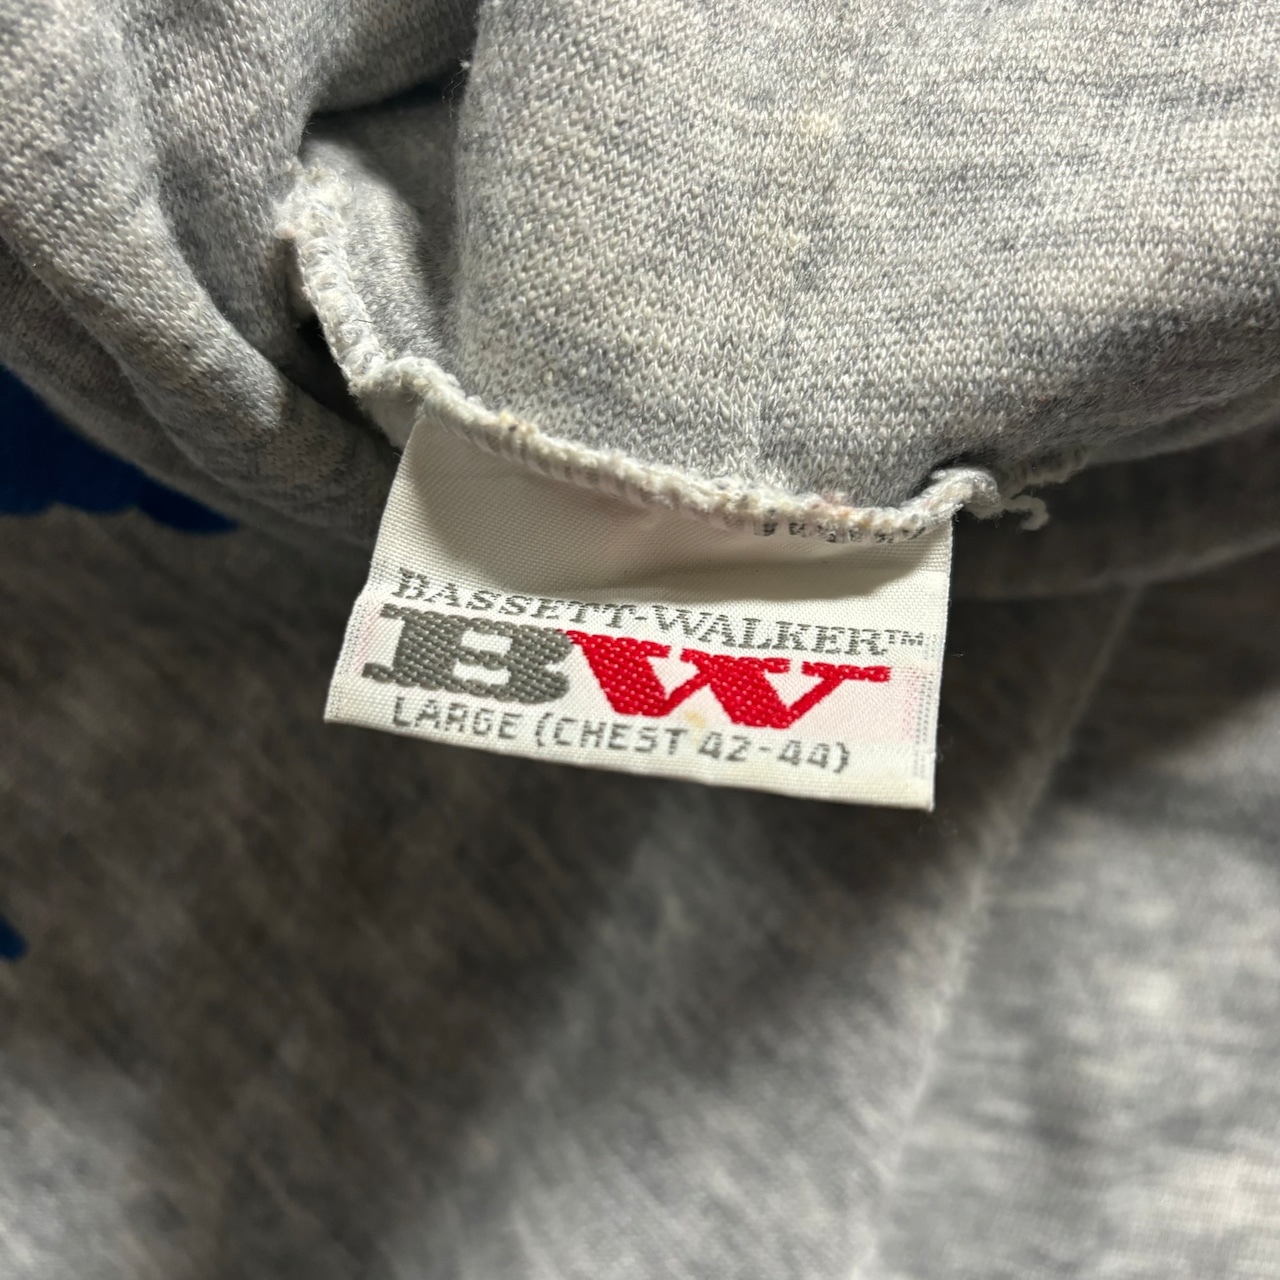 BASSETT-WALKER™
BW
LARGE (CHEST 42-44)